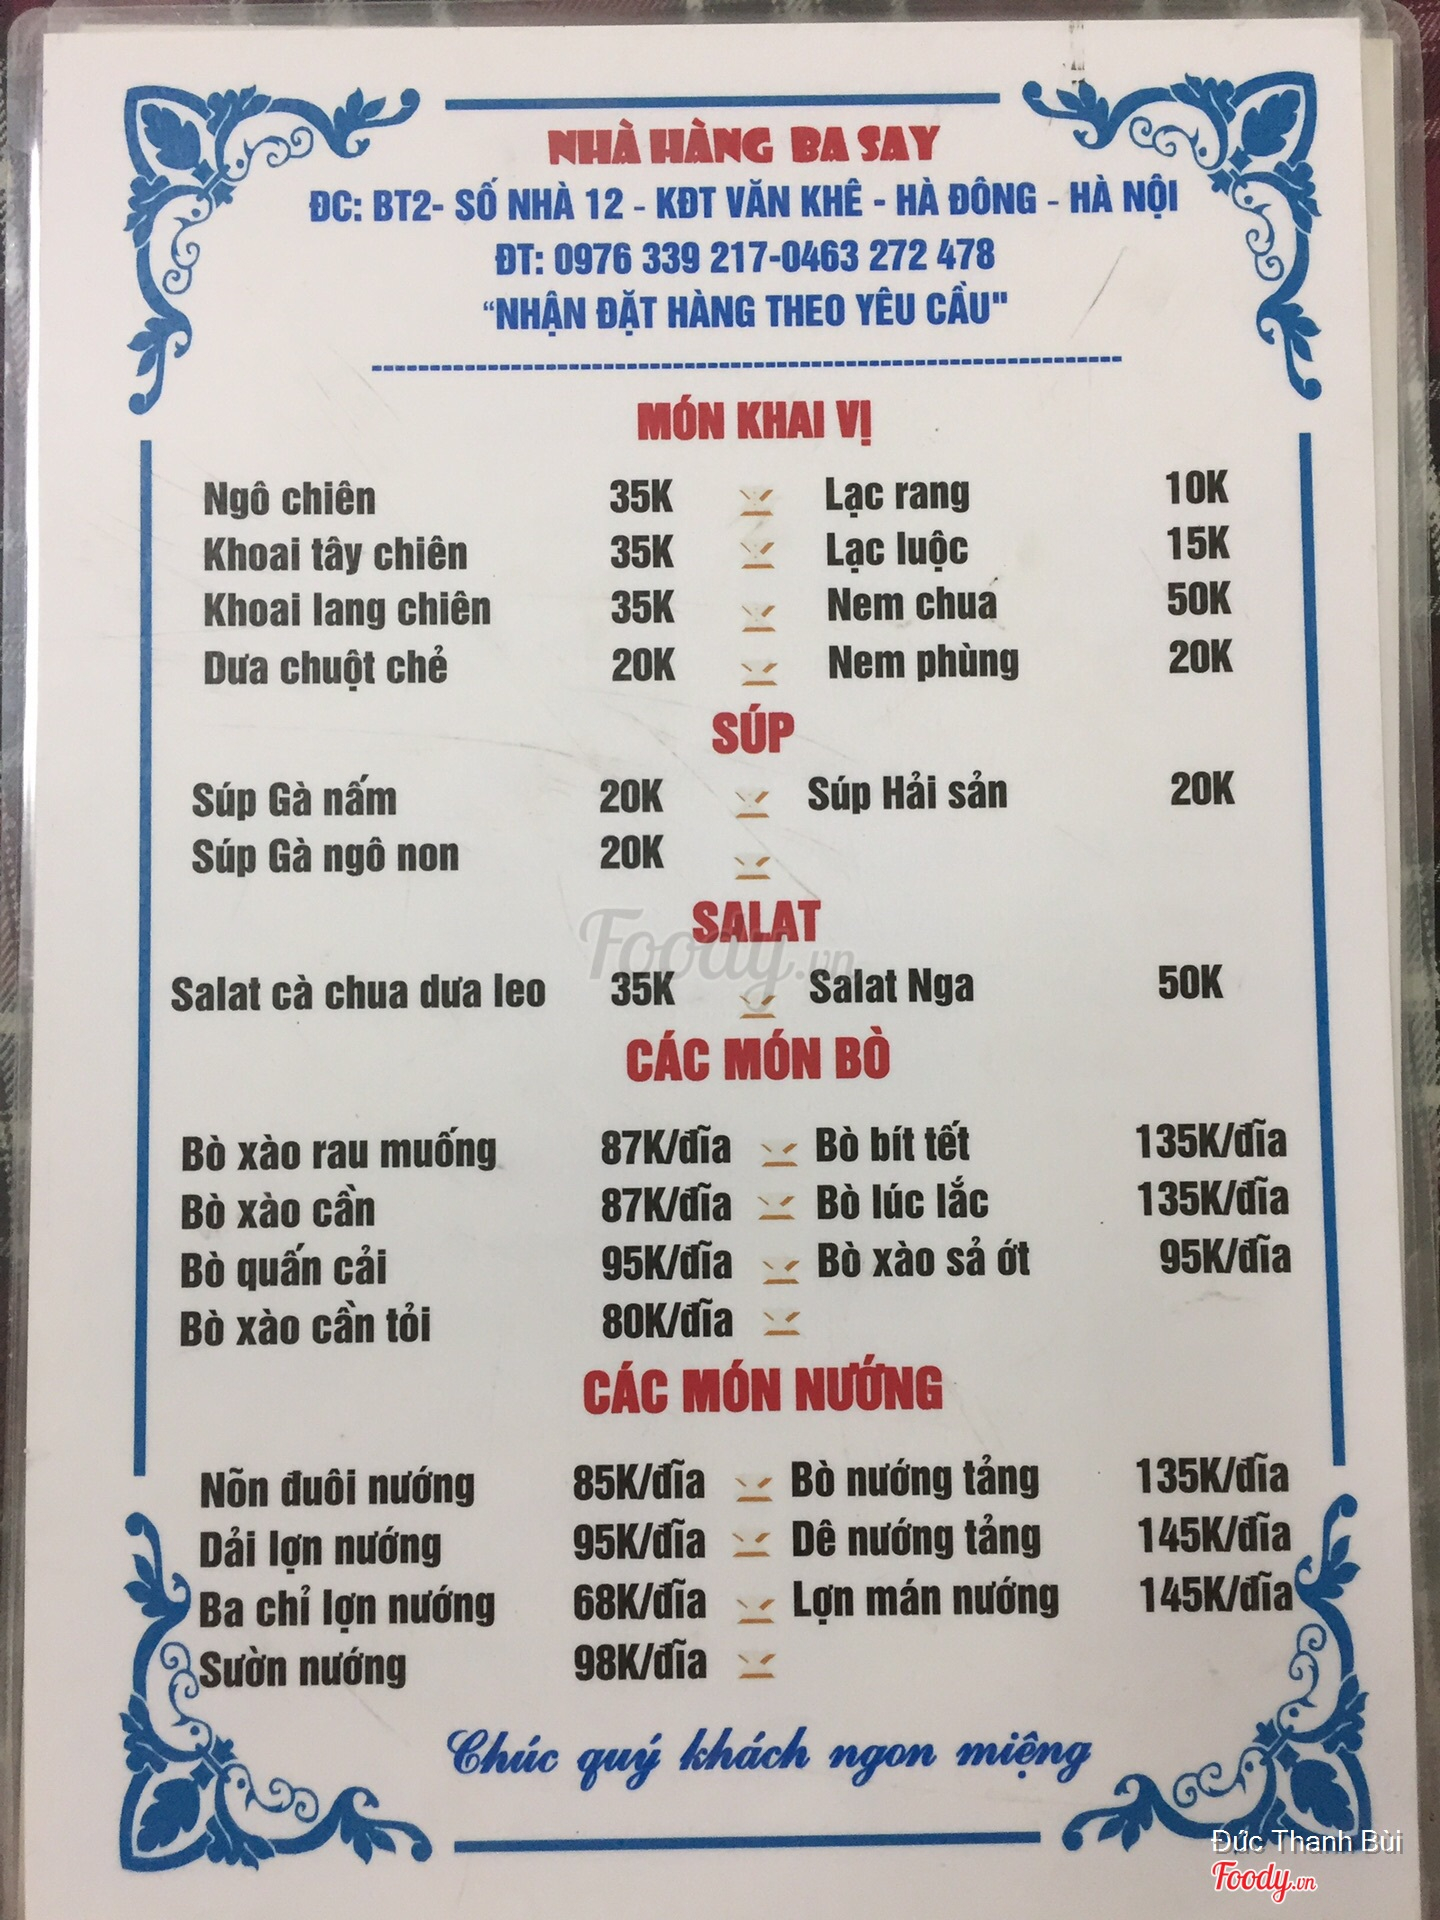 NHÀ HÀNG BA SAY
ĐC: BT2- SỐ NHÀ 12 - KĐT VĂN KHÊ - HÀ ĐÔNG - HÀ NỘI
ĐT: 0976 339 217-0463 272 478
“NHẬN ĐẶT HÀNG THEO YÊU CẦU"
MÓN KHAI VỊ
Ngô chiên 35K Lạc rang 10K
Khoai tây chiên 35K Lạc luộc 15K
Khoai lang chiên 35K Nem chua 50K
Dưa chuột chẻ 20K Nem phùng 20K
SÚP
Súp Gà nấm 20K Súp Hải sản 20K
Súp Gà ngô non 20K
SALAT
Foody.vn
Salat cà chua dưa leo 35K Salat Nga 50K
CÁC MÓN BÒ
Bò xào rau muống 87K/đĩa Bò bít tết 135K/đĩa
Bò xào cần 87K/đĩa Bò lúc lắc 135K/đĩa
Bò quấn cải 95K/đĩa Bò xào sả ớt 95K/đĩa
Bò xào cần tỏi 80K/đĩa
CÁC MÓN NƯỚNG
Nõn đuôi nướng 85K/đĩa Bò nướng tảng 135K/đĩa
Dải lợn nướng 95K/đĩa Dê nướng tảng 145K/đĩa
Ba chỉ lợn nướng 68K/đĩa Lợn mán nướng 145K/đĩa
Sườn nướng 98K/đĩa
Chúc quý khách ngon miệng
Đức Thanh Bùi
Foody.vn